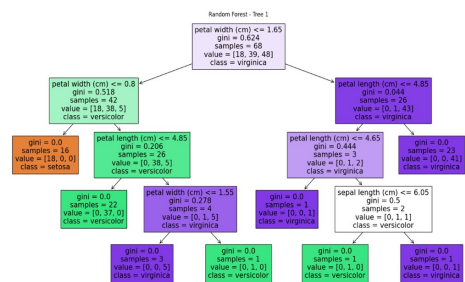 Random Forest - Tree 1
petal width (cm) <= 1.65
gini = 0.624
samples = 68
value = [18, 39, 48]
class = virginica
petal width (cm) <= 0.8
gini = 0.518
samples = 42
value = [18, 38, 5]
class = versicolor
petal length (cm) <= 4.85
gini = 0.044
samples = 26
value = [0, 1, 43]
class = virginica
gini = 0.0
samples = 16
value = [18, 0, 0]
class = setosa
petal length (cm) <= 4.85
gini = 0.206
samples = 26
value = [0, 38, 5]
class = versicolor
petal length (cm) <= 4.65
gini = 0.444
samples = 3
value = [0, 1, 2]
class = virginica
gini = 0.0
samples = 23
value = [0, 0, 41]
class = virginica
gini = 0.0
samples = 22
value = [0, 37, 0]
class = versicolor
petal width (cm) <= 1.55
gini = 0.278
samples = 4
value = [0, 1, 5]
class = virginica
gini = 0.0
samples = 1
value = [0, 0, 1]
class = virginica
sepal length (cm) <= 6.05
gini = 0.5
samples = 2
value = [0, 1, 1]
class = versicolor
gini = 0.0
samples = 3
value = [0, 0, 5]
class = virginica
gini = 0.0
samples = 1
value = [0, 1, 0]
class = versicolor
gini = 0.0
samples = 1
value = [0, 1, 0]
class = versicolor
gini = 0.0
samples = 1
value = [0, 0, 1]
class = virginica